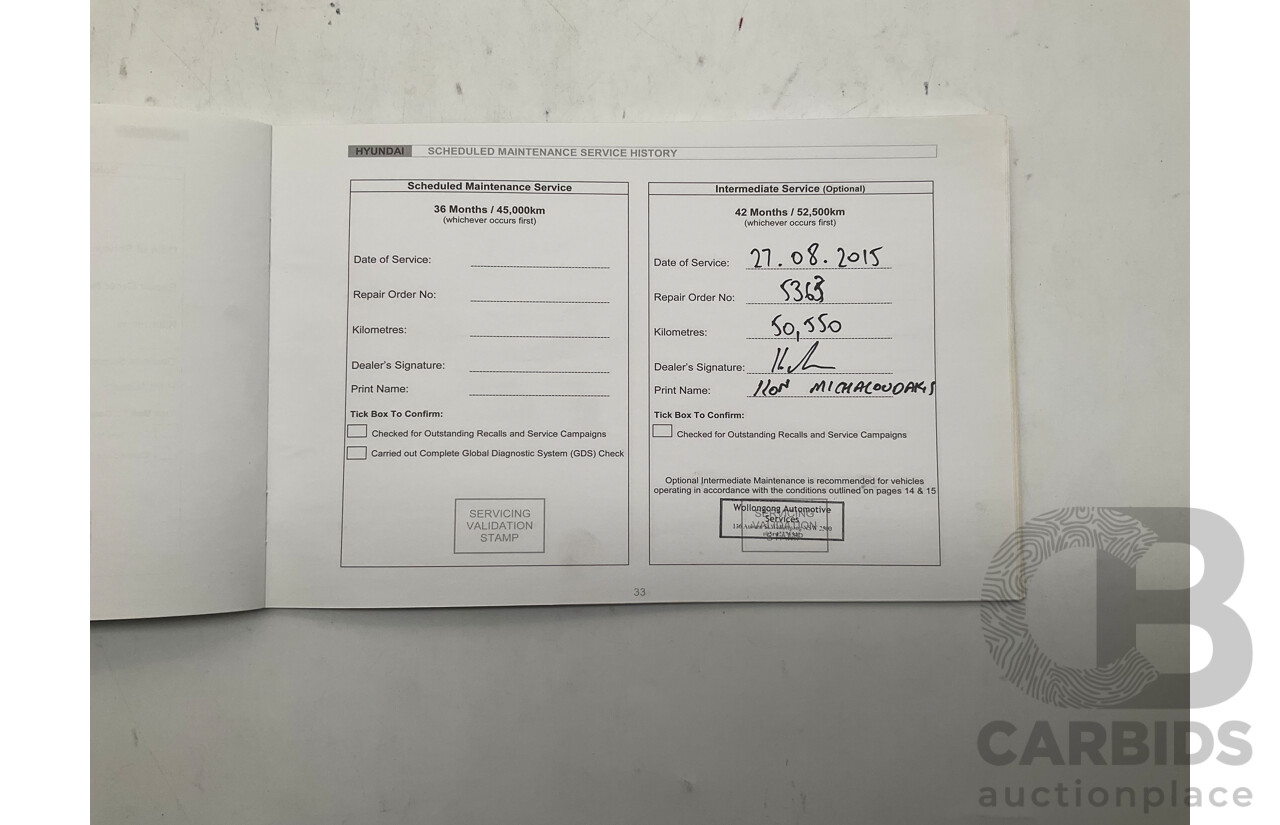 HYUNDAI SCHEDULED MAINTENANCE SERVICE HISTORY
Scheduled Maintenance Service
36 Months / 45,000km
(whichever occurs first)
Date of Service:
Repair Order No:
Kilometres:
Dealer's Signature:
Print Name:
Tick Box To Confirm:
Checked for Outstanding Recalls and Service Campaigns
Carried out Complete Global Diagnostic System (GDS) Check
SERVICING
VALIDATION
STAMP
Intermediate Service (Optional)
42 Months / 52,500km
(whichever occurs first)
Date of Service: 27.08.2015
Repair Order No: 5363
Kilometres: 50,550
Dealer's Signature:
Print Name: KON MICHALOUDAKIS
Tick Box To Confirm:
Checked for Outstanding Recalls and Service Campaigns
Optional Intermediate Maintenance is recommended for vehicles
operating in accordance with the conditions outlined on pages 14 & 15
Wollongong Automotive
Services
SERVICING
VALIDATION
33
CARBIDS
auctionplace